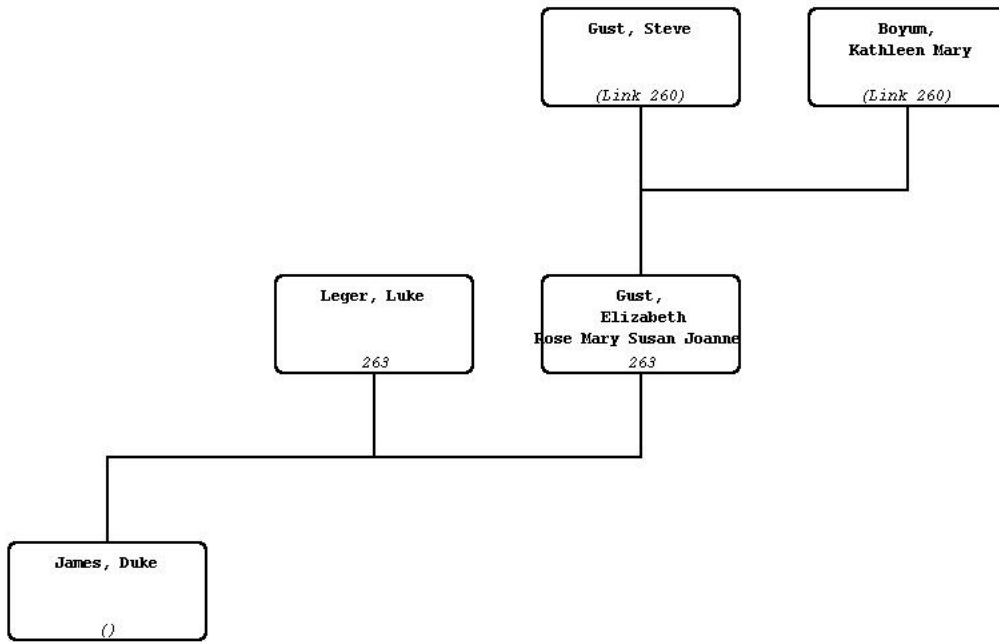 Gust, Steve
(Link 260)
Boyum,
Kathleen Mary
(Link 260)
Leger, Luke
263
Gust,
Elizabeth
Rose Mary Susan Joanne
263
James, Duke
()